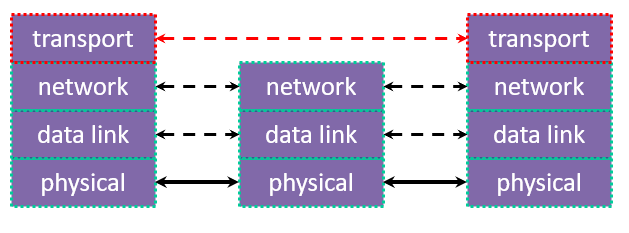 transport
transport
network
network
network
data link
data link
data link
physical
physical
physical